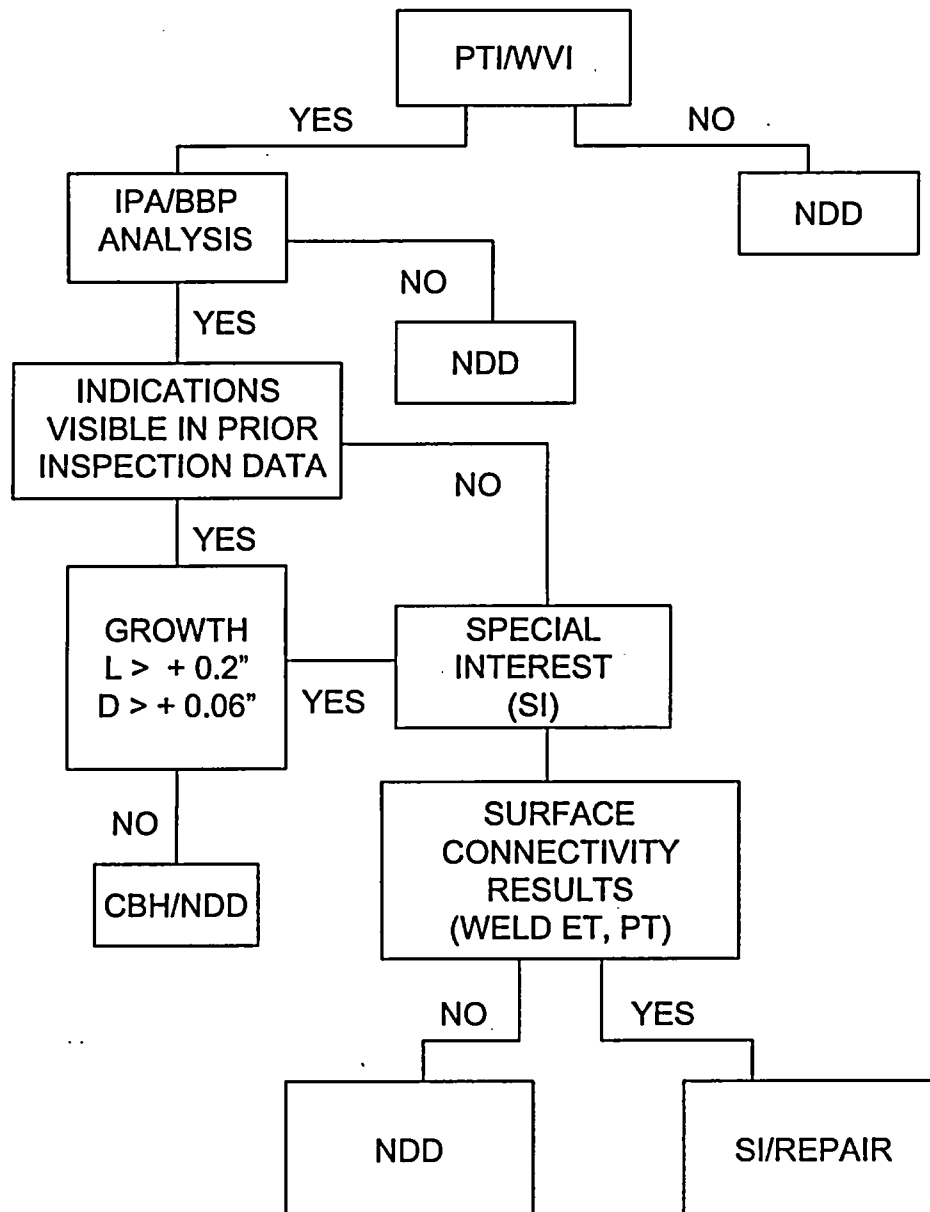 PTI/WVI
YES
NO
IPA/BBP
ANALYSIS
NDD
NO
YES
NDD
INDICATIONS
VISIBLE IN PRIOR
INSPECTION DATA
NO
YES
GROWTH
L > + 0.2"
D > + 0.06"
YES
SPECIAL
INTEREST
(SI)
NO
CBH/NDD
SURFACE
CONNECTIVITY
RESULTS
(WELD ET, PT)
NO
YES
NDD
SI/REPAIR